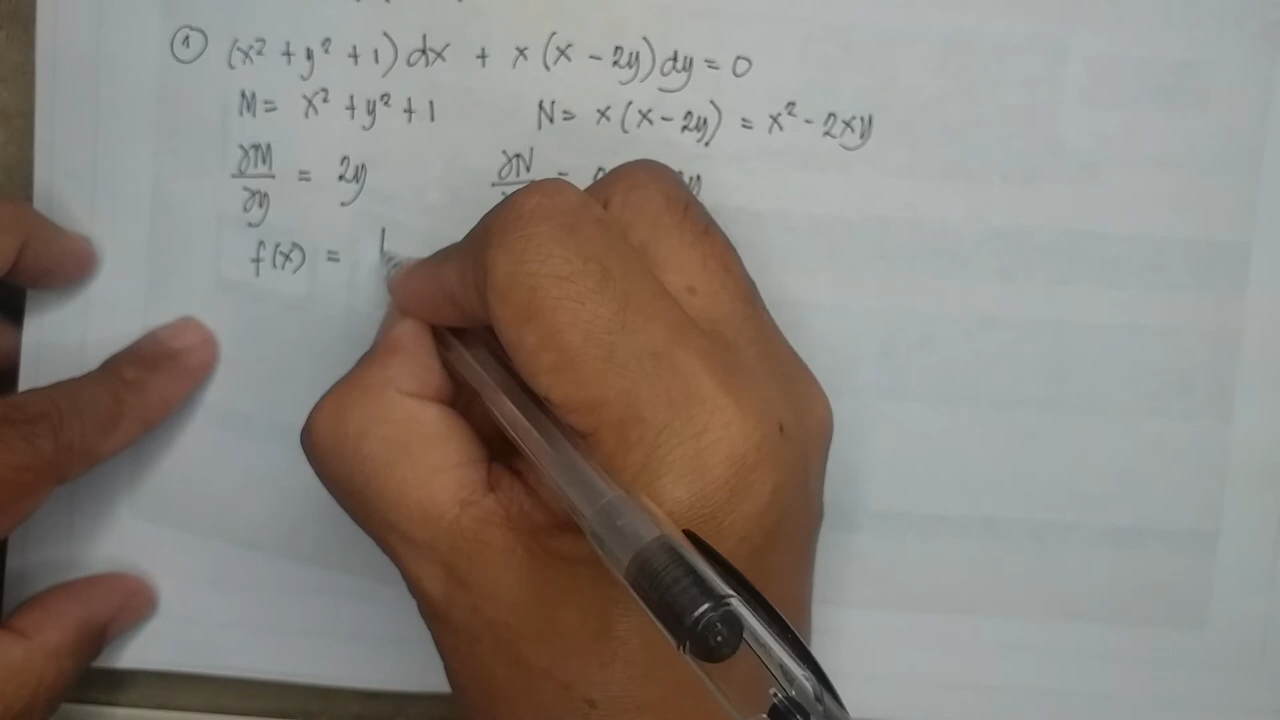 ① (x² + y² + 1) dx + x (x - 2y) dy = 0
M = x² + y² + 1 N = x (x - 2y) = x² - 2xy
∂M/∂y = 2y ∂N
f(x) =